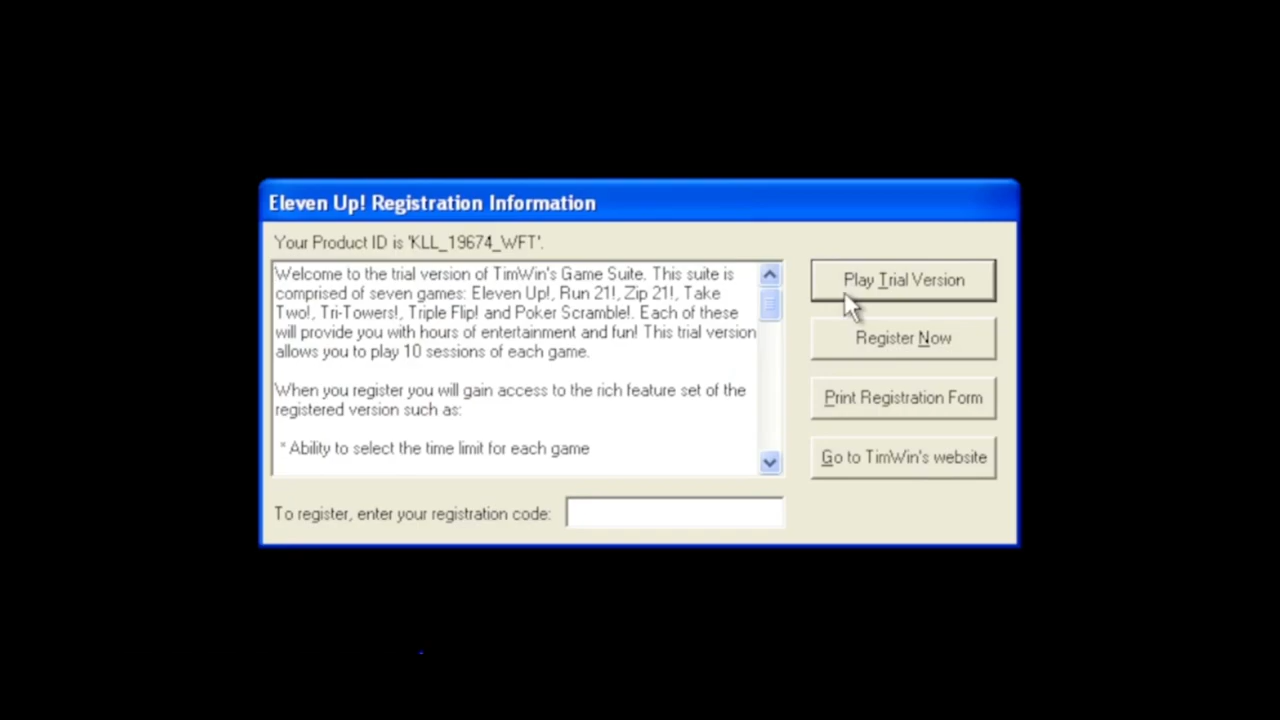 Eleven Up! Registration Information
Your Product ID is 'KLL_19674_WFT'.
Welcome to the trial version of TimWin's Game Suite. This suite is
comprised of seven games: Eleven Up!, Run 21!, Zip 21!, Take
Two!, Tri-Towers!, Triple Flip! and Poker Scramble!. Each of these
will provide you with hours of entertainment and fun! This trial version
allows you to play 10 sessions of each game.
When you register you will gain access to the rich feature set of the
registered version such as:
* Ability to select the time limit for each game
To register, enter your registration code:
Play Trial Version
Register Now
Print Registration Form
Go to TimWin's website